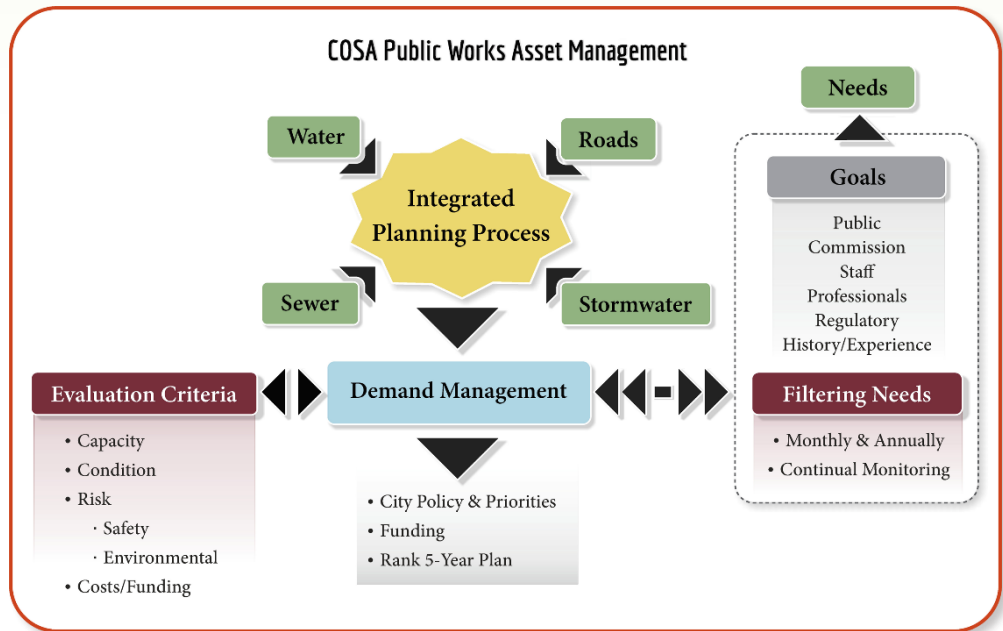 COSA Public Works Asset Management
Needs
Water
Roads
Integrated
Planning Process
Sewer
Stormwater
Goals
Public
Commission
Staff
Professionals
Regulatory
History/Experience
Evaluation Criteria
• Capacity
• Condition
• Risk
· Safety
· Environmental
• Costs/Funding
Demand Management
• City Policy & Priorities
• Funding
• Rank 5-Year Plan
Filtering Needs
• Monthly & Annually
• Continual Monitoring